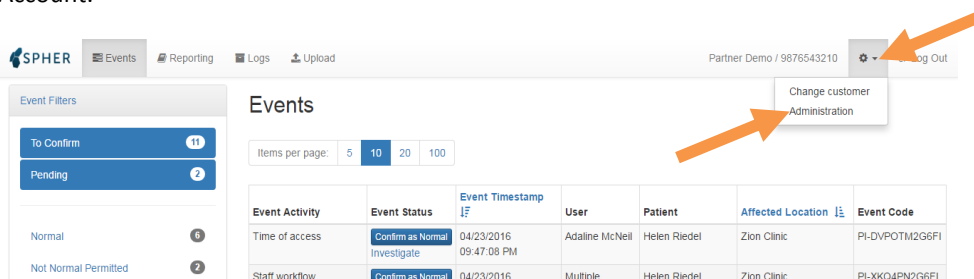 Account.
SPHER Events Reporting Logs Upload Partner Demo / 9876543210 Log Out
Change customer
Administration
Event Filters
To Confirm 11
Pending 2
Normal 6
Not Normal Permitted 2
Events
Items per page: 5 10 20 100
Event Activity Event Status Event Timestamp User Patient Affected Location Event Code
Time of access Confirm as Normal 04/23/2016 Adaline McNeil Helen Riedel Zion Clinic PI-DVPOTM2G6FI
Investigate 09:47:08 PM
Staff workflow Confirm as Normal 04/23/2016 Multiple Helen Riedel Zion Clinic